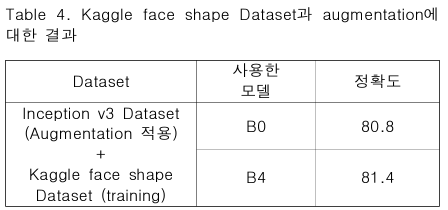 Table 4. Kaggle face shape Dataset과 augmentation에
대한 결과
Dataset
사용한
모델
정확도
Inception v3 Dataset
(Augmentation 적용)
+
Kaggle face shape
Dataset (training)
B0
80.8
B4
81.4